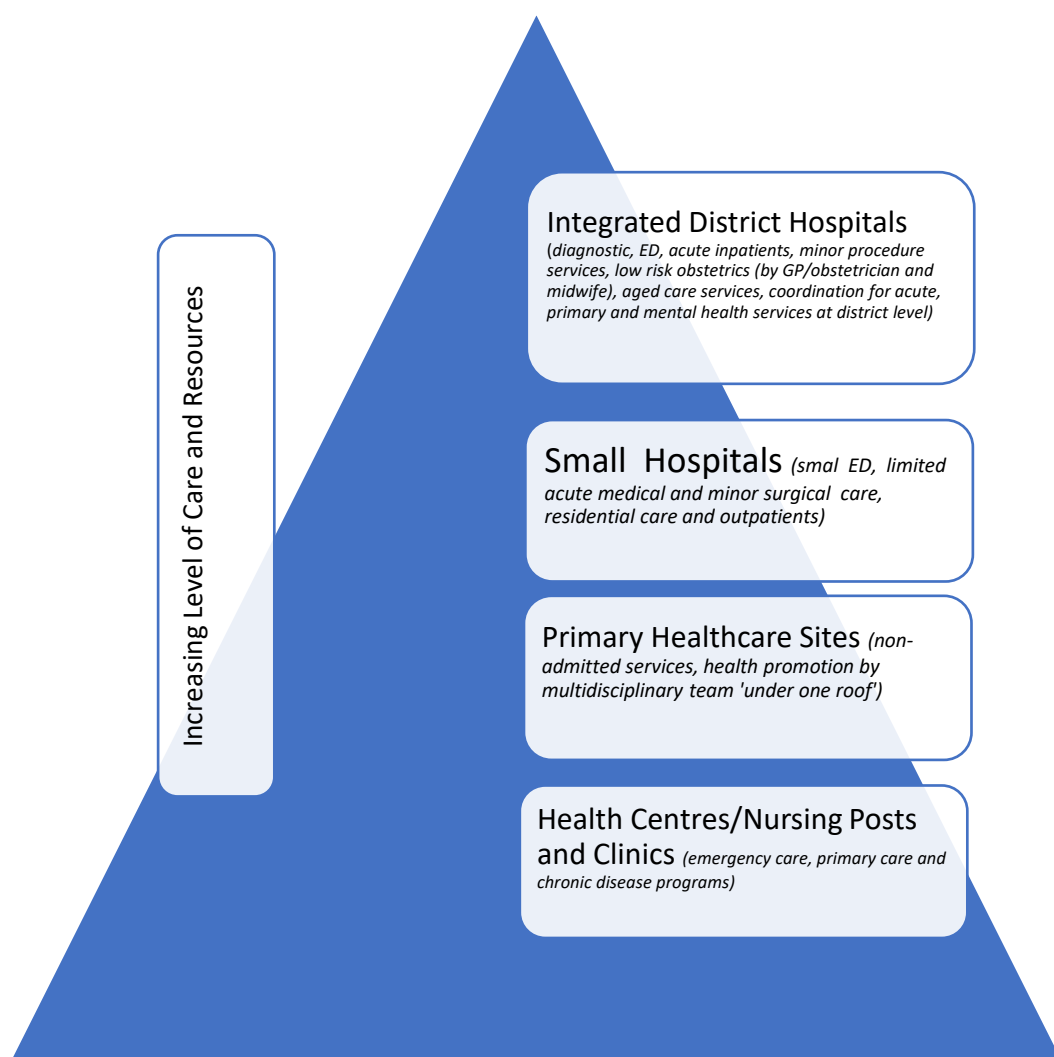 Increasing Level of Care and Resources
Integrated District Hospitals
(diagnostic, ED, acute inpatients, minor procedure
services, low risk obstetrics (by GP/obstetrician and
midwife), aged care services, coordination for acute,
primary and mental health services at district level)
Small Hospitals (smal ED, limited
acute medical and minor surgical care,
residential care and outpatients)
Primary Healthcare Sites (non-
admitted services, health promotion by
multidisciplinary team 'under one roof')
Health Centres/Nursing Posts
and Clinics (emergency care, primary care and
chronic disease programs)